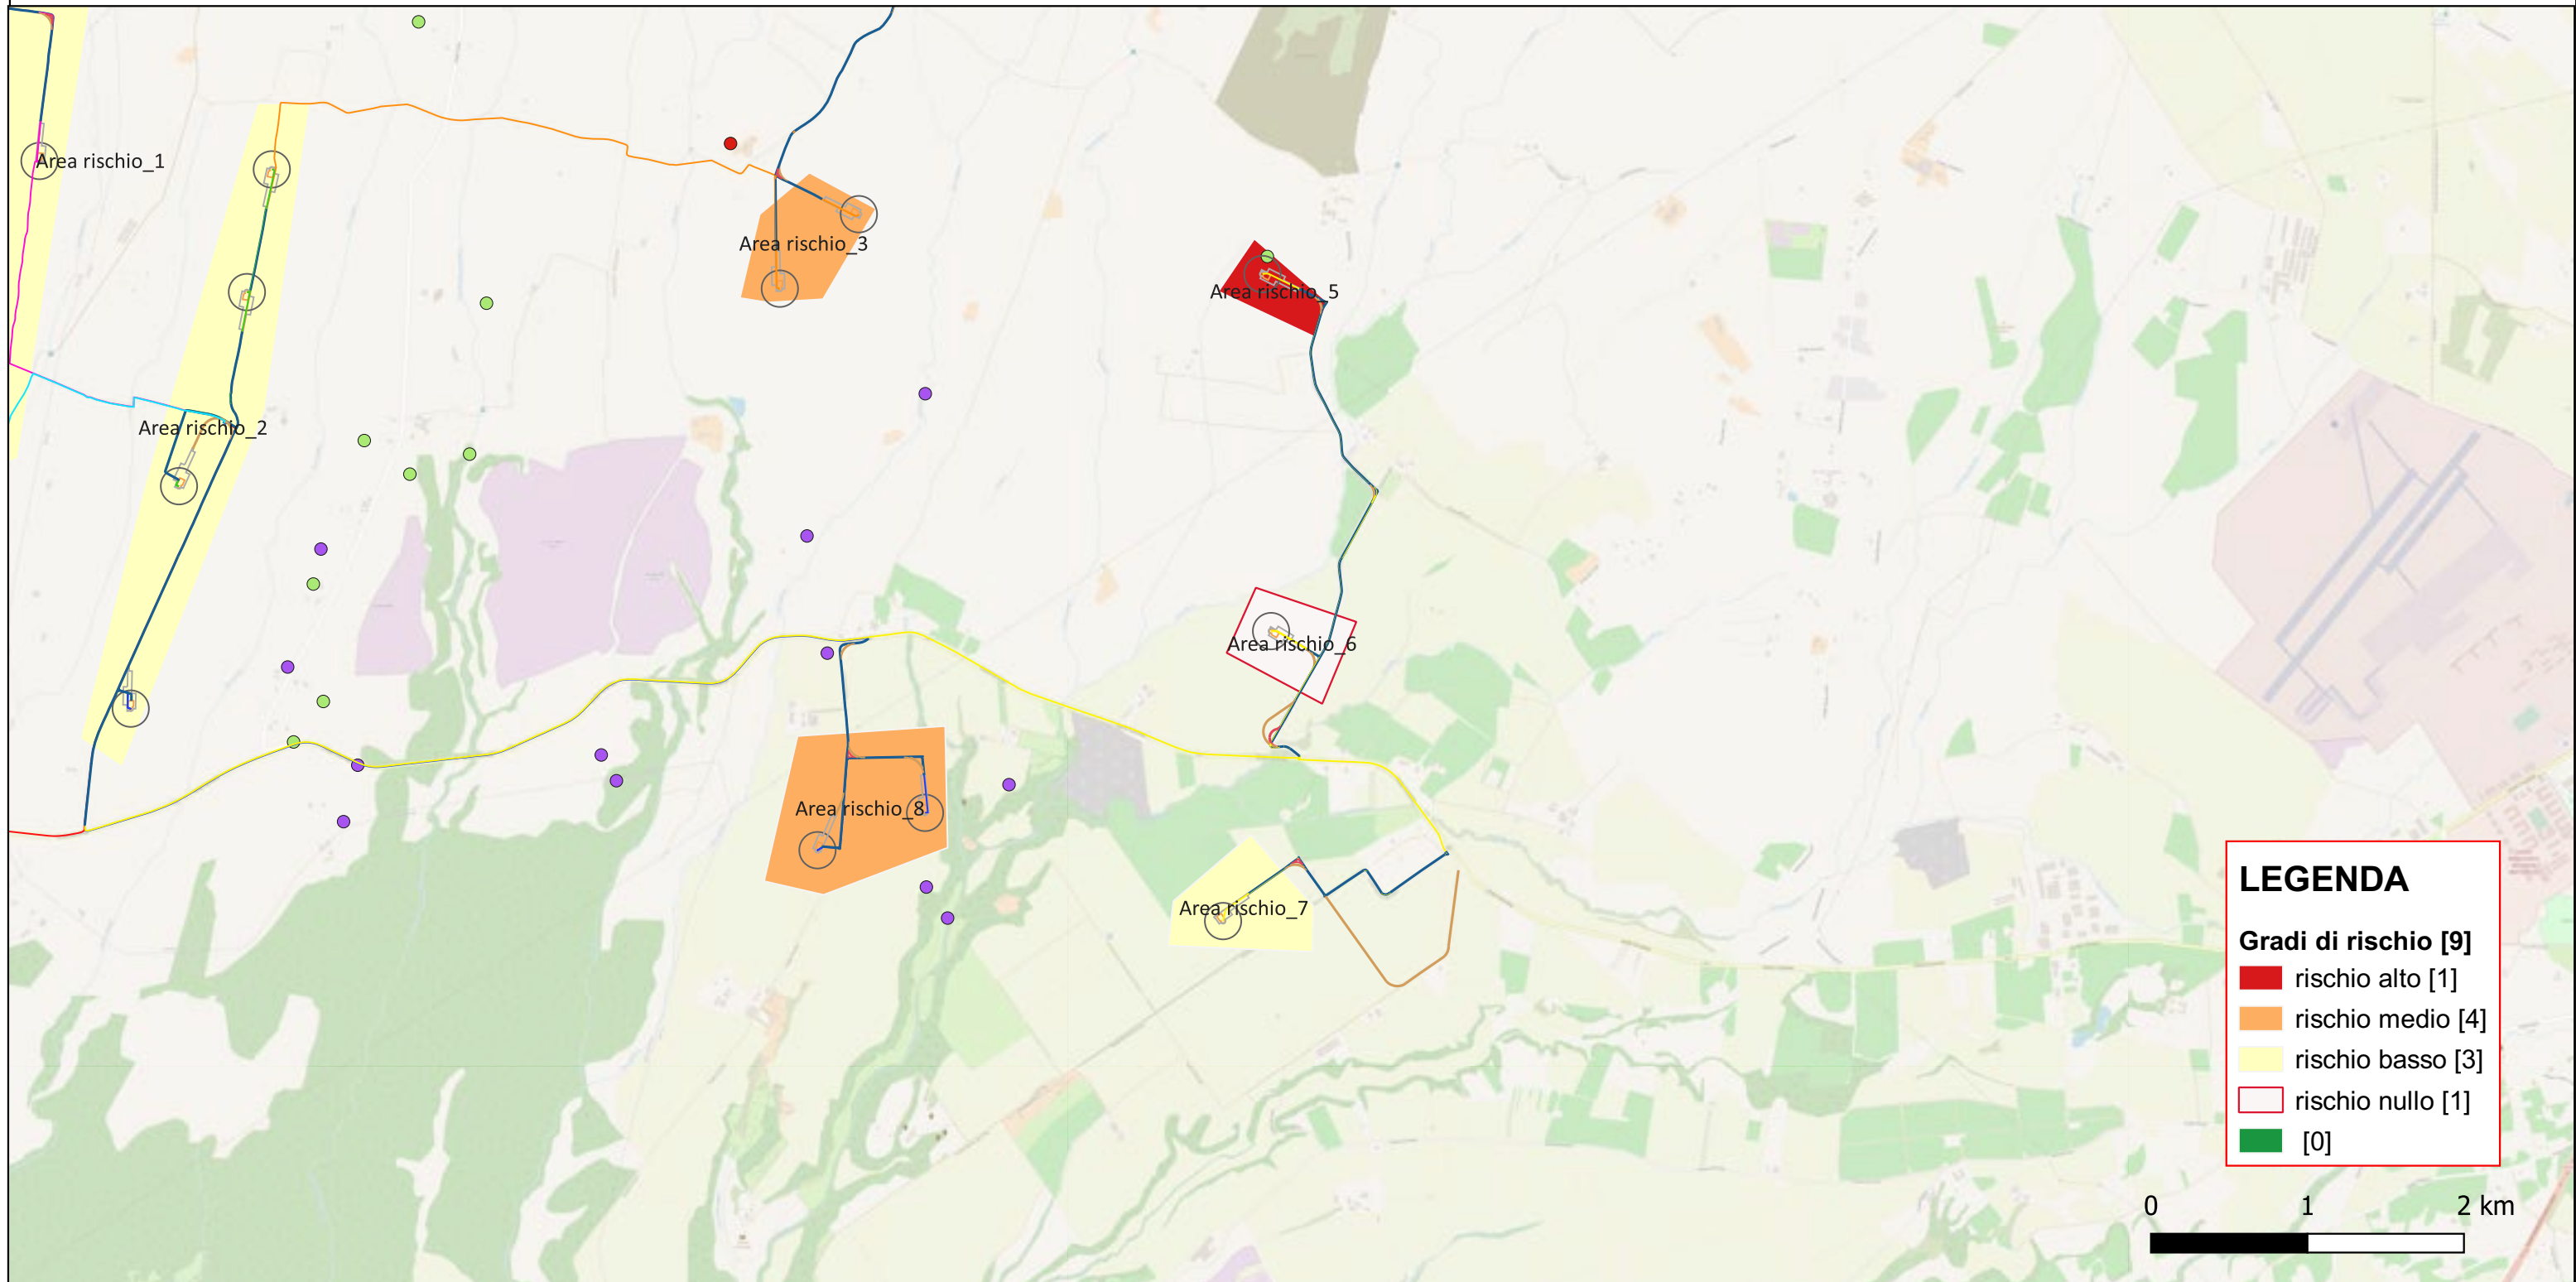 Area rischio_1
Area rischio_3
Area rischio_5
Area rischio_2
Area rischio_6
Area rischio_8
Area rischio_7
LEGENDA
Gradi di rischio [9]
rischio alto [1]
rischio medio [4]
rischio basso [3]
rischio nullo [1]
[0]
0 1 2 km